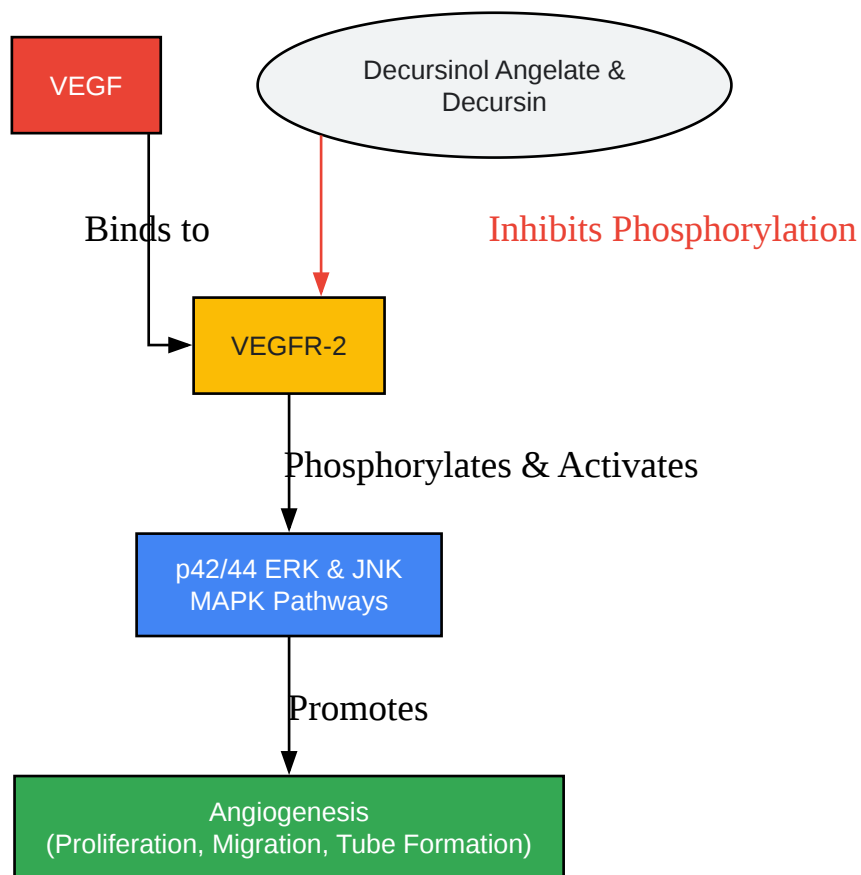 VEGF
Decursinol Angelate &
Decursin
Binds to
Inhibits Phosphorylation
VEGFR-2
Phosphorylates & Activates
p42/44 ERK & JNK
MAPK Pathways
Promotes
Angiogenesis
(Proliferation, Migration, Tube Formation)